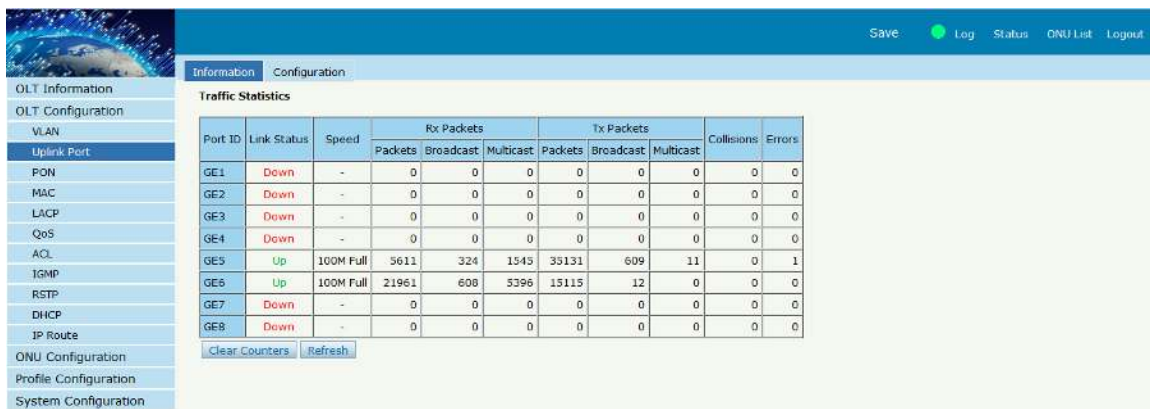 Save Log Status ONU List Logout
Information Configuration
OLT Information
OLT Configuration
VLAN
Uplink Port
PON
MAC
LACP
QoS
ACL
IGMP
RSTP
DHCP
IP Route
ONU Configuration
Profile Configuration
System Configuration
Traffic Statistics
Port ID Link Status Speed Rx Packets Tx Packets Collisions Errors
Packets Broadcast Multicast Packets Broadcast Multicast
GE1 Down - 0 0 0 0 0 0 0 0
GE2 Down - 0 0 0 0 0 0 0 0
GE3 Down - 0 0 0 0 0 0 0 0
GE4 Down - 0 0 0 0 0 0 0 0
GE5 Up 100M Full 5611 324 1545 35131 609 11 0 1
GE6 Up 100M Full 21961 608 5396 15115 12 0 0 0
GE7 Down - 0 0 0 0 0 0 0 0
GE8 Down - 0 0 0 0 0 0 0 0
Clear Counters Refresh